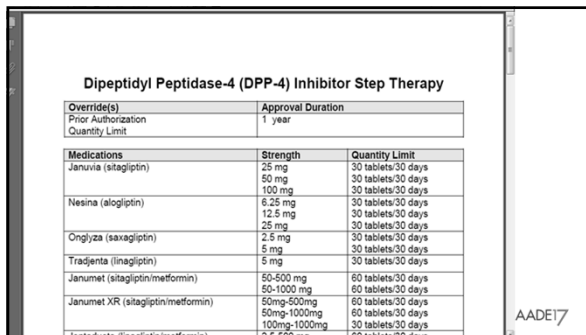 Dipeptidyl Peptidase-4 (DPP-4) Inhibitor Step Therapy
Override(s) Approval Duration
Prior Authorization 1 year
Quantity Limit
Medications Strength Quantity Limit
Januvia (sitagliptin) 25 mg 30 tablets/30 days
50 mg 30 tablets/30 days
100 mg 30 tablets/30 days
Nesina (alogliptin) 6.25 mg 30 tablets/30 days
12.5 mg 30 tablets/30 days
25 mg 30 tablets/30 days
Onglyza (saxagliptin) 2.5 mg 30 tablets/30 days
5 mg 30 tablets/30 days
Tradjenta (linagliptin) 5 mg 30 tablets/30 days
Janumet (sitagliptin/metformin) 50-500 mg 60 tablets/30 days
50-1000 mg 60 tablets/30 days
Janumet XR (sitagliptin/metformin) 50mg-500mg 60 tablets/30 days
50mg-1000mg 60 tablets/30 days
100mg-1000mg 30 tablets/30 days
AADE17